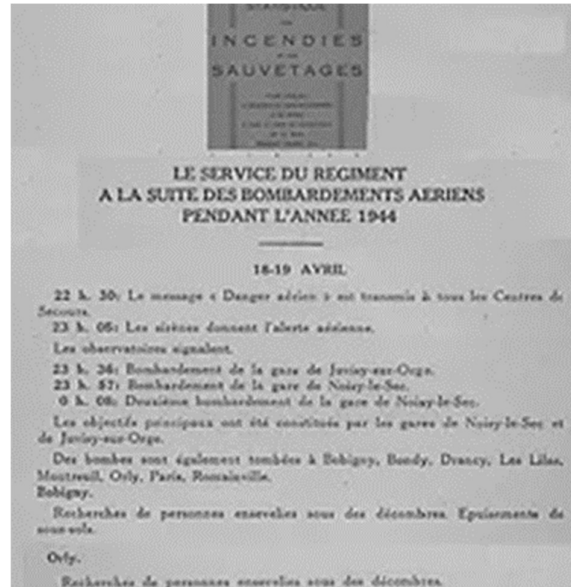 STATISTIQUE
INCENDIES
SAUVETAGES
LE SERVICE DU REGIMENT
A LA SUITE DES BOMBARDEMENTS AERIENS
PENDANT L'ANNEE 1944
18-19 AVRIL
22 h. 30: Le message « Danger aérien » est transmis à tous les Centres de
Secours.
23 h. 05: Les sirènes donnent l'alerte aérienne.
Les observatoires signalent.
23 h. 36: Bombardement de la gare de Juvisy-sur-Orge.
23 h. 57: Bombardement de la gare de Noisy-le-Sec.
0 h. 08: Deuxième bombardement de la gare de Noisy-le-Sec.
Les objectifs principaux ont été constitués par les gares de Noisy-le-Sec et
de Juvisy-sur-Orge.
Des bombes sont également tombées à Bobigny, Bondy, Drancy, Les Lilas,
Montreuil, Orly, Paris, Romainville.
Bobigny.
Recherches de personnes ensevelies sous des décombres. Epuisements de
sous-sols.
Orly.
Recherches de personnes ensevelies sous des décombres.